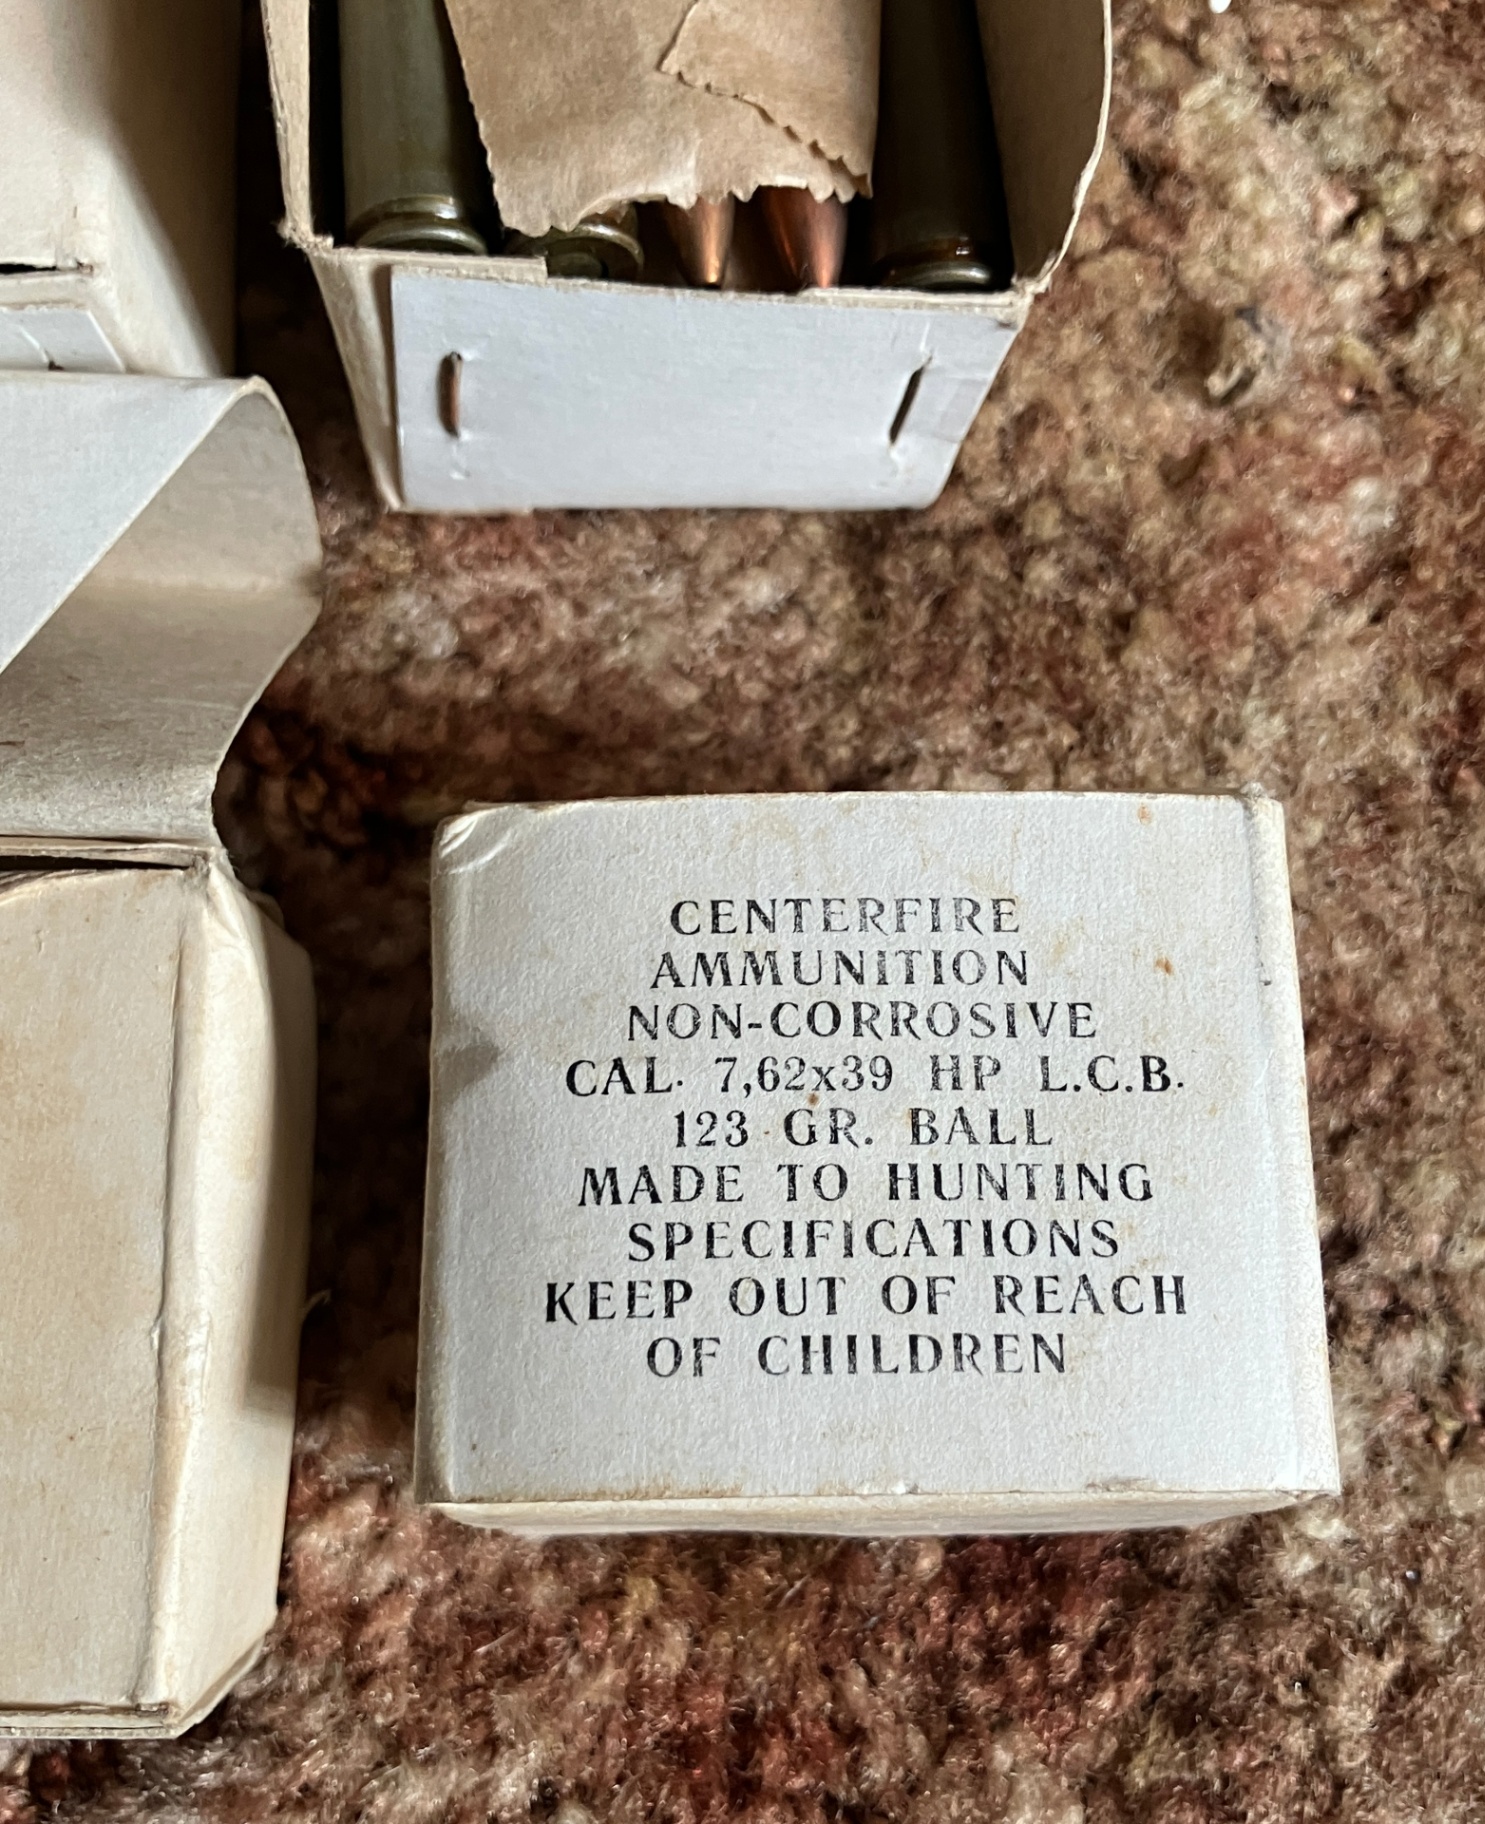 CENTERFIRE
AMMUNITION
NON-CORROSIVE
CAL. 7,62x39 HP L.C.B.
123 GR. BALL
MADE TO HUNTING
SPECIFICATIONS
KEEP OUT OF REACH
OF CHILDREN